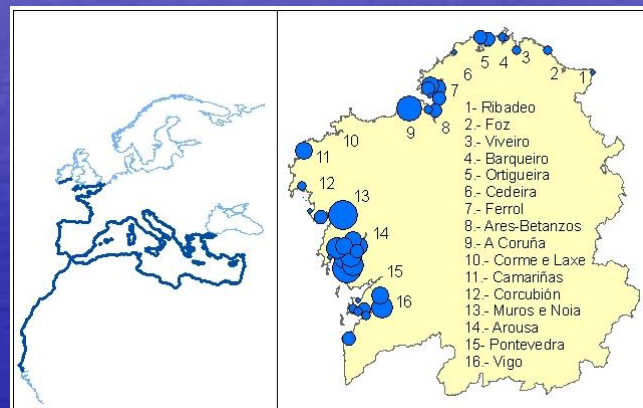 5 4 3 2 1
6
7
8
9
10
11
12
13
14
15
16
1- Ribadeo
2.- Foz
3.- Viveiro
4.- Barqueiro
5.- Ortigueira
6.- Cedeira
7.- Ferrol
8.- Ares-Betanzos
9.- A Coruña
10.- Corme e Laxe
11.- Camariñas
12.- Corcubión
13.- Muros e Noia
14.- Arousa
15- Pontevedra
16.- Vigo